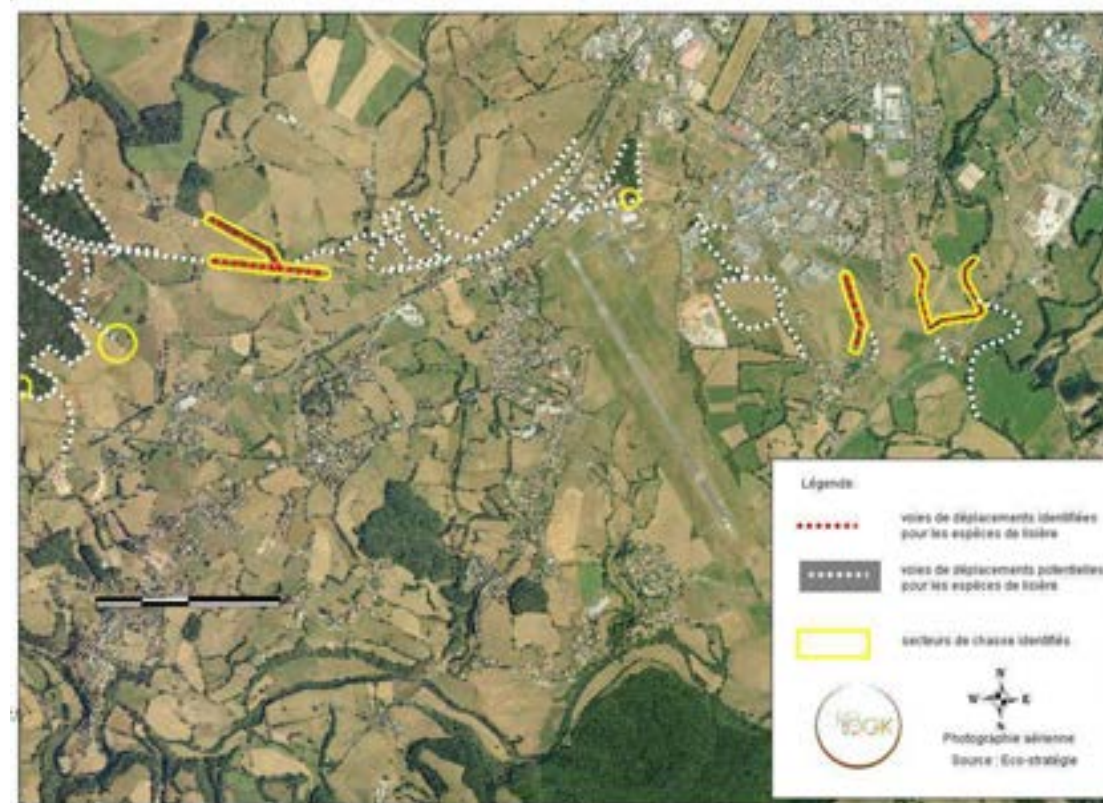 Légende:
voies de déplacements identifiées
pour les espèces de lisière
voies de déplacements potentielles
pour les espèces de lisière
secteurs de chasse identifiés
N
W
E
S
Photographie aérienne
Source : Eco-stratégie